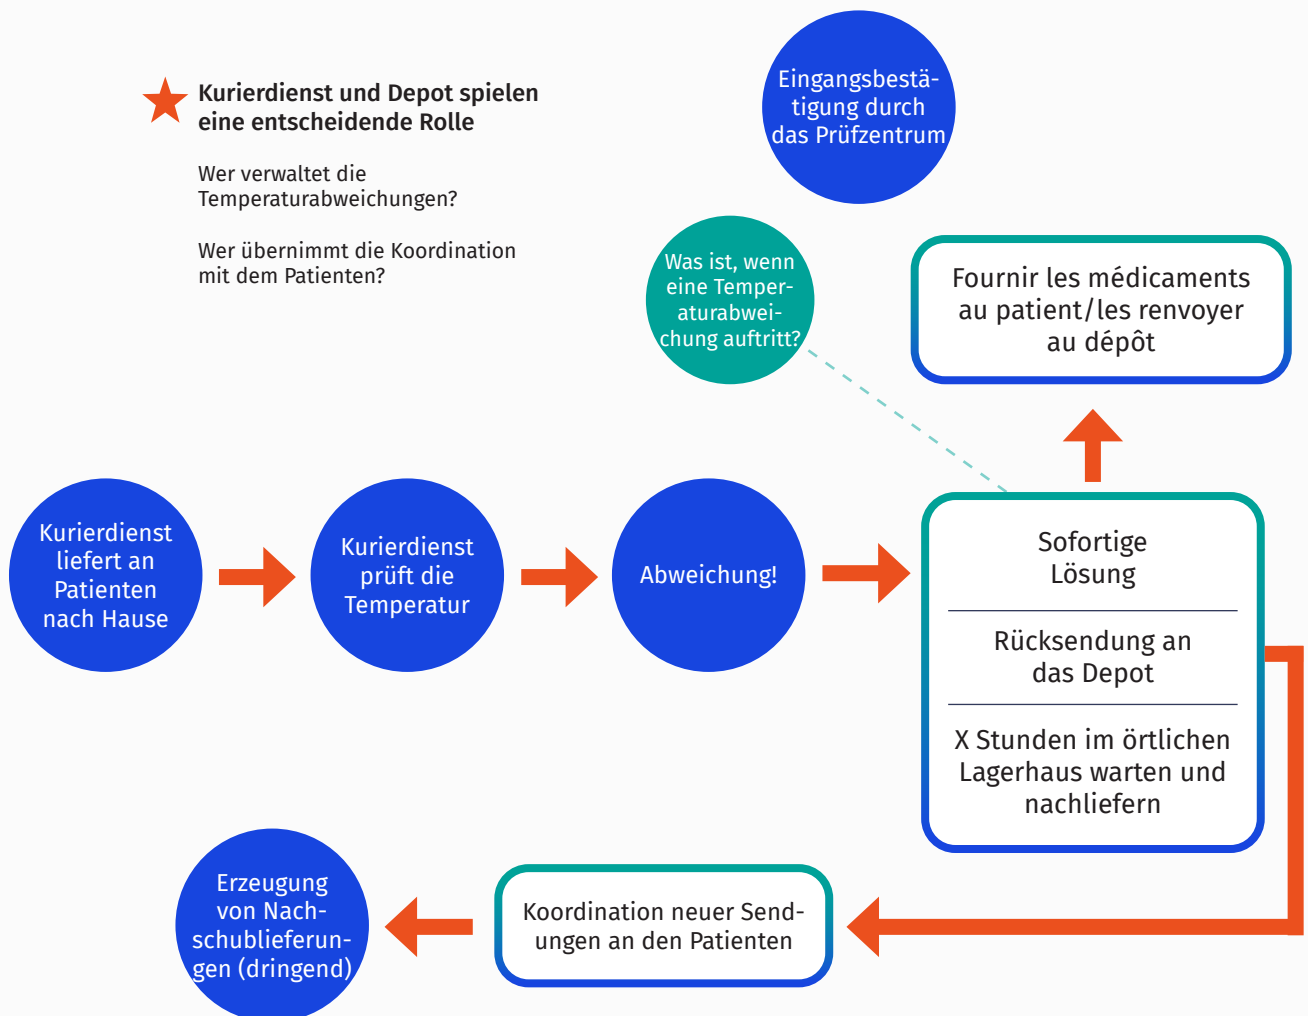 Kurierdienst und Depot spielen
eine entscheidende Rolle
Wer verwaltet die
Temperaturabweichungen?
Wer übernimmt die Koordination
mit dem Patienten?
Eingangsbestä-
tigung durch
das Prüfzentrum
Was ist, wenn
eine Temper-
aturabwei-
chung auftritt?
Fournir les médicaments
au patient/les renvoyer
au dépôt
Kurierdienst
liefert an
Patienten
nach Hause
Kurierdienst
prüft die
Temperatur
Abweichung!
Sofortige
Lösung
Rücksendung an
das Depot
X Stunden im örtlichen
Lagerhaus warten und
nachliefern
Koordination neuer Send-
ungen an den Patienten
Erzeugung
von Nach-
schublieferun-
gen (dringend)